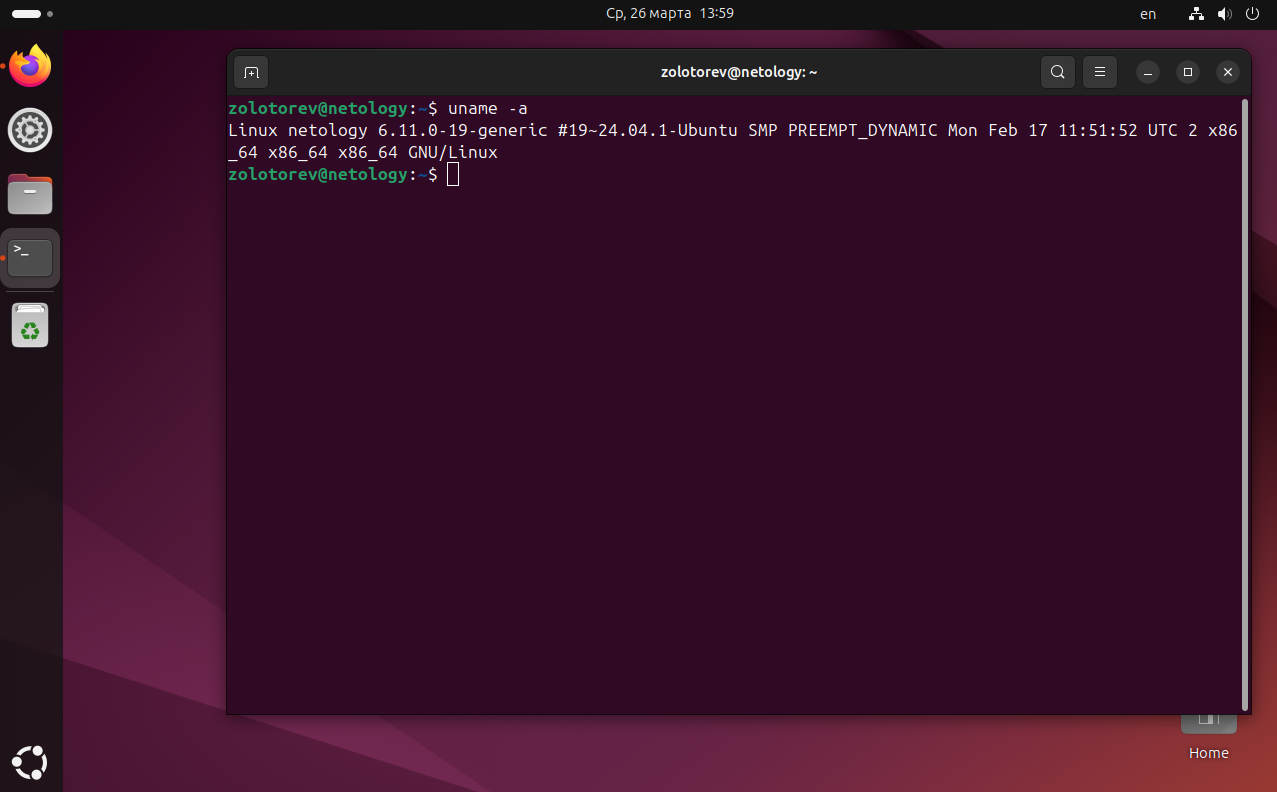 Ср, 26 марта 13:59
en
zolotorev@netology: ~
zolotorev@netology:~$ uname -a
Linux netology 6.11.0-19-generic #19~24.04.1-Ubuntu SMP PREEMPT_DYNAMIC Mon Feb 17 11:51:52 UTC 2 x86
_64 x86_64 x86_64 GNU/Linux
zolotorev@netology:~$
>_
Home